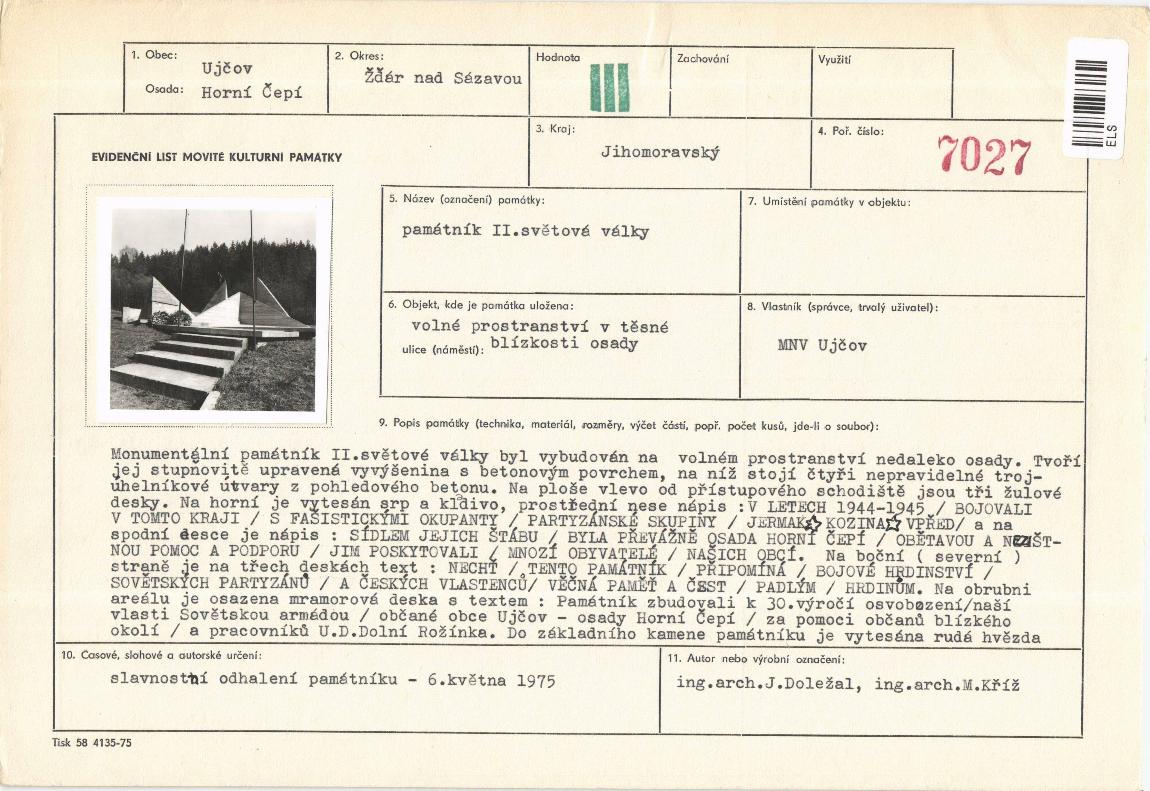 1. Obec:
Ujčov
Osada: Horní Čepí
2. Okres:
Žďár nad Sázavou
Hodnota
III
Zachování
Využití
ELS
EVIDENČNÍ LIST MOVITÉ KULTURNÍ PAMÁTKY
3. Kraj:
Jihomoravský
4. Poř. číslo:
7027
5. Název (označení) památky:
památník II.světová války
7. Umístění památky v objektu:
6. Objekt, kde je památka uložena:
volné prostranství v těsné
ulice (náměstí): blízkosti osady
8. Vlastník (správce, trvalý uživatel):
MNV Ujčov
9. Popis památky (technika, materiál, rozměry, výčet částí, popř. počet kusů, jde-li o soubor):
Monumentální památník II.světové války byl vybudován na volném prostranství nedaleko osady. Tvoří
jej stupnovitě upravená vyvýšenina s betonovým povrchem, na níž stojí čtyři nepravidelné troj-
úhelníkové útvary z pohledového betonu. Na ploše vlevo od přístupového schodiště jsou tři žulové
desky. Na horní je vytesán srp a kladivo, prostřední nese nápis :V LETECH 1944-1945 / BOJOVALI
V TOMTO KRAJI / S FAŠISTICKÝMI OKUPANTY / PARTYZÁNSKÉ SKUPINY / JERMAK☆ KOZINA☆ VPŘED/ a na
spodní desce je nápis : SÍDLEM JEJICH ŠTÁBU / BYLA PŘEVÁŽNĚ OSADA HORNÍ ČEPÍ / OBĚTAVOU A NEZIŠT-
NOU POMOC A PODPORU / JIM POSKYTOVALI / MNOZÍ OBYVATELÉ / NAŠICH OBCÍ. Na boční ( severní )
straně je na třech deskách text : NECHŤ / TENTO PAMÁTNÍK / PŘIPOMÍNÁ / BOJOVÉ HRDINSTVÍ /
SOVĚTSKÝCH PARTYZÁNŮ / A ČESKÝCH VLASTENCŮ/ VĚČNÁ PAMĚŤ A ČEST / PADLÝM / HRDINŮM. Na obrubni
areálu je osazena mramorová deska s textem : Památník zbudovali k 30.výročí osvobození/naší
vlasti Sovětskou armádou / občané obce Ujčov - osady Horní Čepí / za pomoci občanů blízkého
okolí / a pracovníků U.D.Dolní Rožínka. Do základního kamene památníku je vytesána rudá hvězda
10. Časové, slohové a autorské určení:
slavnostní odhalení památníku - 6.května 1975
11. Autor nebo výrobní označení:
ing.arch.J.Doležal, ing.arch.M.Kříž
Tisk 58 4135-75